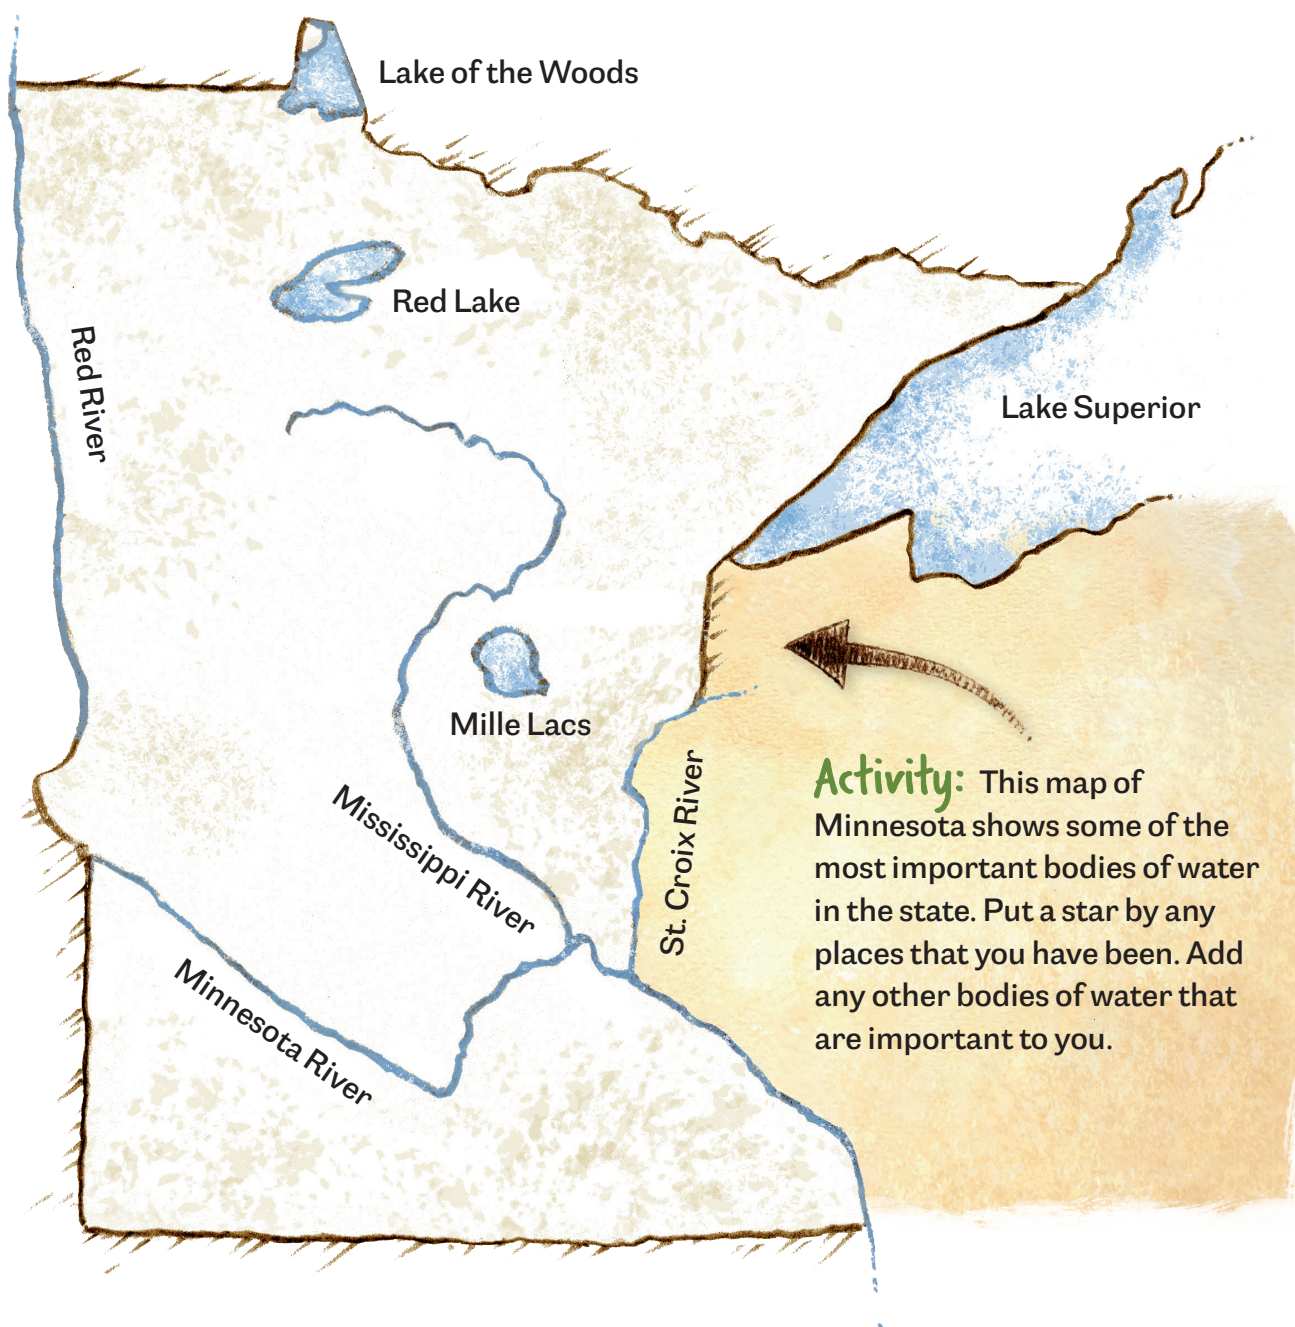 Lake of the Woods
Red Lake
Red River
Lake Superior
Mille Lacs
Mississippi River
St. Croix River
Minnesota River
Activity: This map of
Minnesota shows some of the
most important bodies of water
in the state. Put a star by any
places that you have been. Add
any other bodies of water that
are important to you.